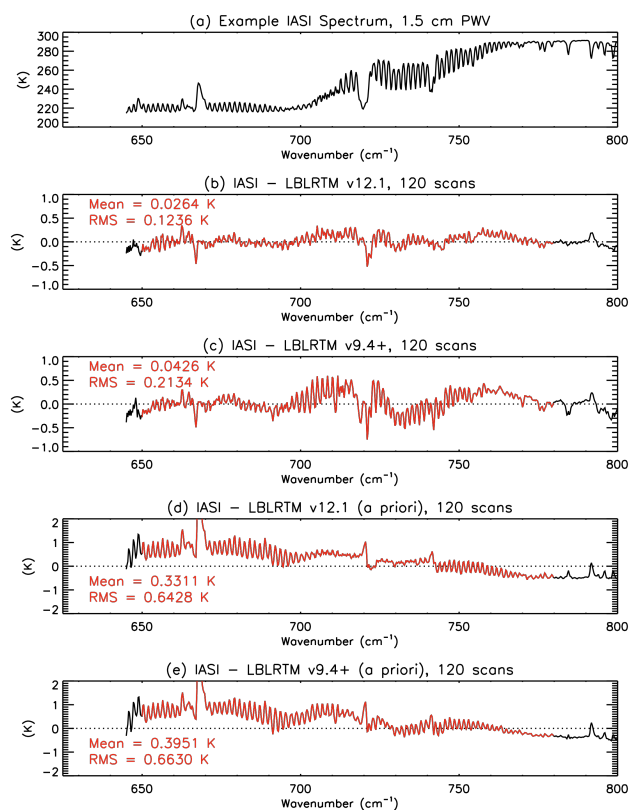 (a) Example IASI Spectrum, 1.5 cm PWV
300
280
260
240
220
200
(K)
650 700 750 800
Wavenumber (cm⁻¹)
(b) IASI − LBLRTM v12.1, 120 scans
Mean = 0.0264 K
RMS = 0.1236 K
1.0
0.5
0.0
−0.5
−1.0
(K)
650 700 750 800
Wavenumber (cm⁻¹)
(c) IASI − LBLRTM v9.4+, 120 scans
Mean = 0.0426 K
RMS = 0.2134 K
1.0
0.5
0.0
−0.5
−1.0
(K)
650 700 750 800
Wavenumber (cm⁻¹)
(d) IASI − LBLRTM v12.1 (a priori), 120 scans
2
1
0
−1
−2
(K)
Mean = 0.3311 K
RMS = 0.6428 K
650 700 750 800
Wavenumber (cm⁻¹)
(e) IASI − LBLRTM v9.4+ (a priori), 120 scans
2
1
0
−1
−2
(K)
Mean = 0.3951 K
RMS = 0.6630 K
650 700 750 800
Wavenumber (cm⁻¹)